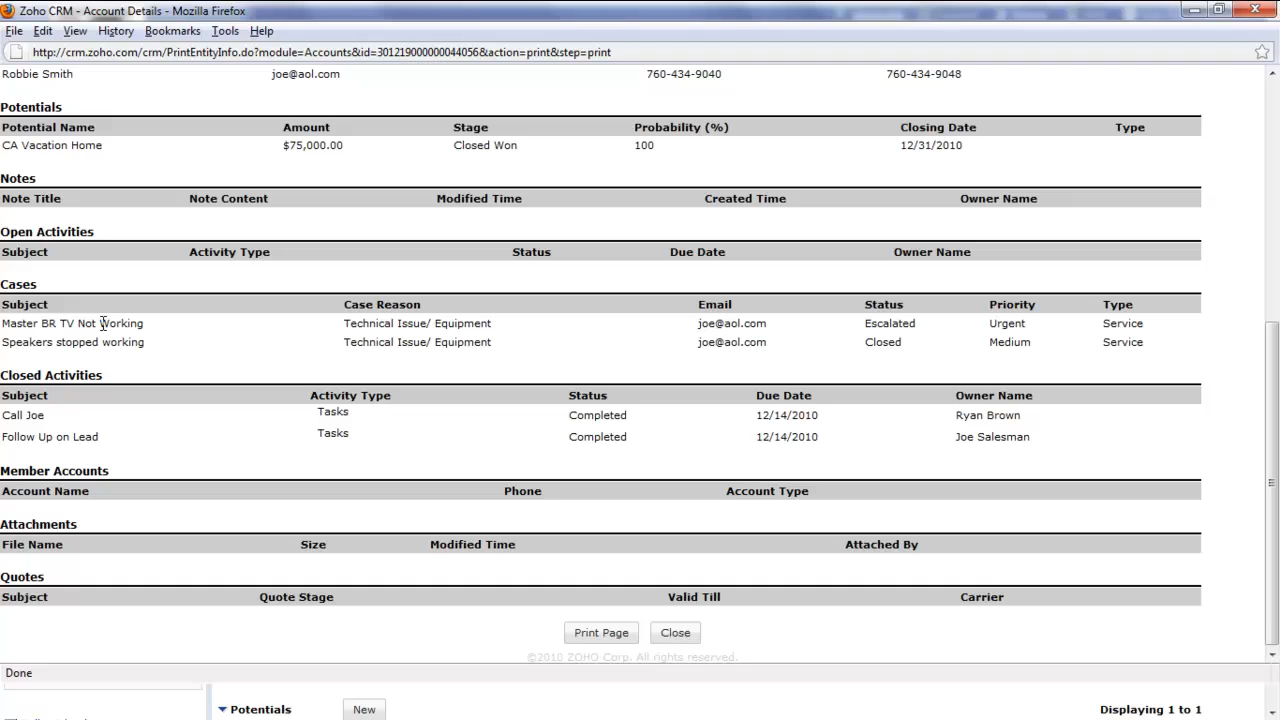 Zoho CRM - Account Details - Mozilla Firefox
File Edit View History Bookmarks Tools Help
http://crm.zoho.com/crm/PrintEntityInfo.do?module=Accounts&id=301219000000044056&action=print&step=print
Robbie Smith joe@aol.com 760-434-9040 760-434-9048
Potentials
Potential Name Amount Stage Probability (%) Closing Date Type
CA Vacation Home $75,000.00 Closed Won 100 12/31/2010
Notes
Note Title Note Content Modified Time Created Time Owner Name
Open Activities
Subject Activity Type Status Due Date Owner Name
Cases
Subject Case Reason Email Status Priority Type
Master BR TV Not Working Technical Issue/ Equipment joe@aol.com Escalated Urgent Service
Speakers stopped working Technical Issue/ Equipment joe@aol.com Closed Medium Service
Closed Activities
Subject Activity Type Status Due Date Owner Name
Call Joe Tasks Completed 12/14/2010 Ryan Brown
Follow Up on Lead Tasks Completed 12/14/2010 Joe Salesman
Member Accounts
Account Name Phone Account Type
Attachments
File Name Size Modified Time Attached By
Quotes
Subject Quote Stage Valid Till Carrier
Print Page Close
©2010 ZOHO Corp. All rights reserved.
Done
Potentials New Displaying 1 to 1